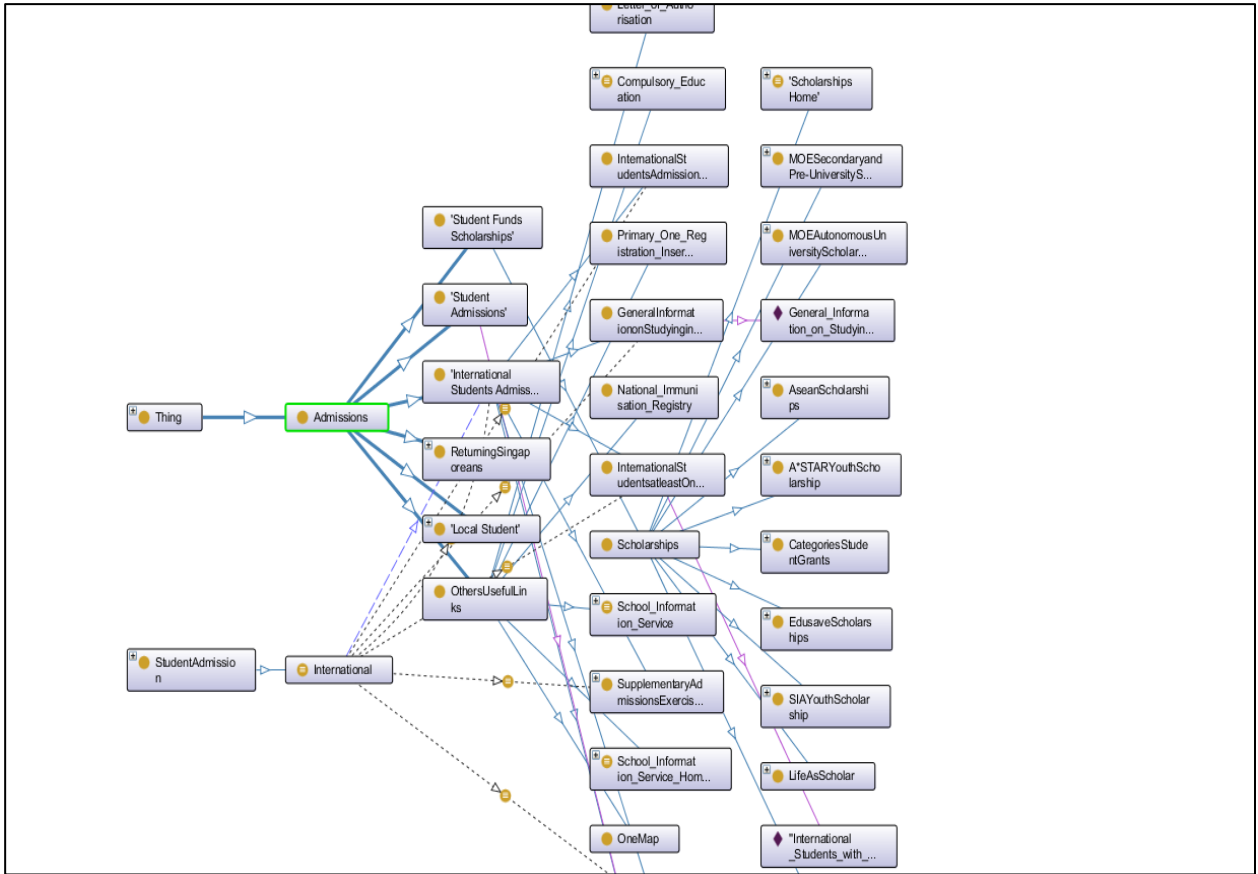 Letter_of_Autho
risation
Compulsory_Educ
ation
'Scholarships
Home'
InternationalSt
udentsAdmission...
MOESecondaryand
Pre-UniversityS...
'Student Funds
Scholarships'
Primary_One_Reg
istration_Inser...
MOEAutonomousUn
iversityScholar...
'Student
Admissions'
GeneralInformat
iononStudyingin...
General_Informa
tion_on_Studyin...
'International
Students Admiss...
National_Immuni
sation_Registry
AseanScholarshi
ps
Thing
Admissions
ReturningSingap
oreans
InternationalSt
udentsatleastOn...
A*STARYouthScho
larship
'Local Student'
Scholarships
CategoriesStude
ntGrants
OthersUsefulLin
ks
School_Informat
ion_Service
EdusaveScholars
hips
StudentAdmissio
n
International
SupplementaryAd
missionsExercis...
SIAYouthScholar
ship
School_Informat
ion_Service_Hom...
LifeAsScholar
OneMap
"International
_Students_with_...